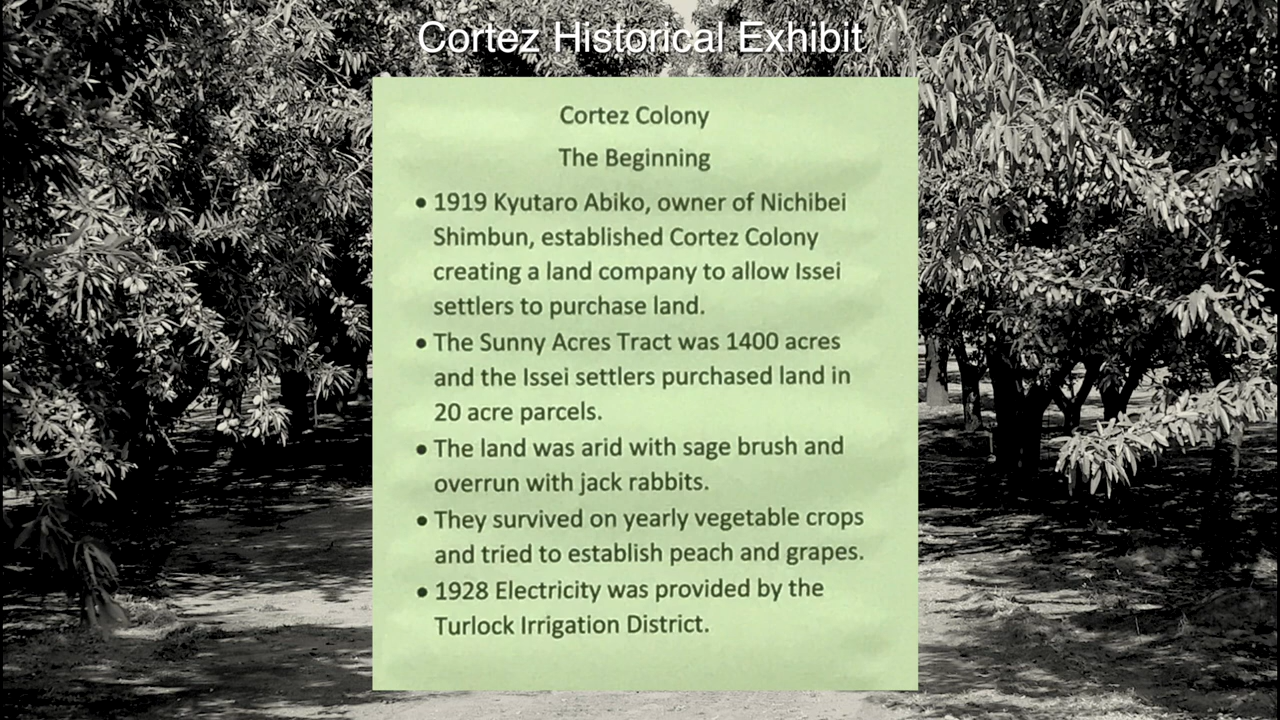 Cortez Historical Exhibit
Cortez Colony
The Beginning
• 1919 Kyutaro Abiko, owner of Nichibei
Shimbun, established Cortez Colony
creating a land company to allow Issei
settlers to purchase land.
• The Sunny Acres Tract was 1400 acres
and the Issei settlers purchased land in
20 acre parcels.
• The land was arid with sage brush and
overrun with jack rabbits.
• They survived on yearly vegetable crops
and tried to establish peach and grapes.
• 1928 Electricity was provided by the
Turlock Irrigation District.